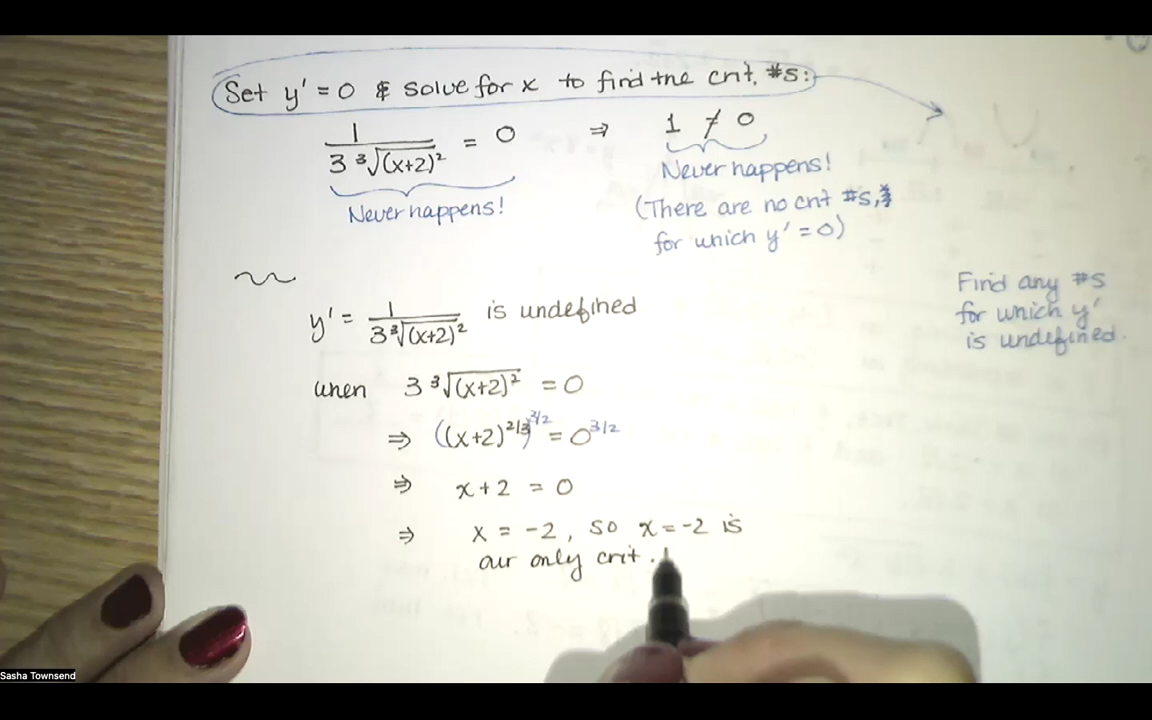 Set y' = 0 & solve for x to find the crit. #s:
1 / 3 ∛(x+2)² = 0 ⇒ 1 ≠ 0
Never happens!
Never happens!
(There are no crit #s,
for which y' = 0)
Find any #s
for which y'
is undefined.
y' = 1 / 3∛(x+2)² is undefined
when 3 ∛(x+2)² = 0
⇒ ((x+2)^2/3)^3/2 = 0^3/2
⇒ x+2 = 0
⇒ x = -2, so x = -2 is
our only crit.
Sasha Townsend